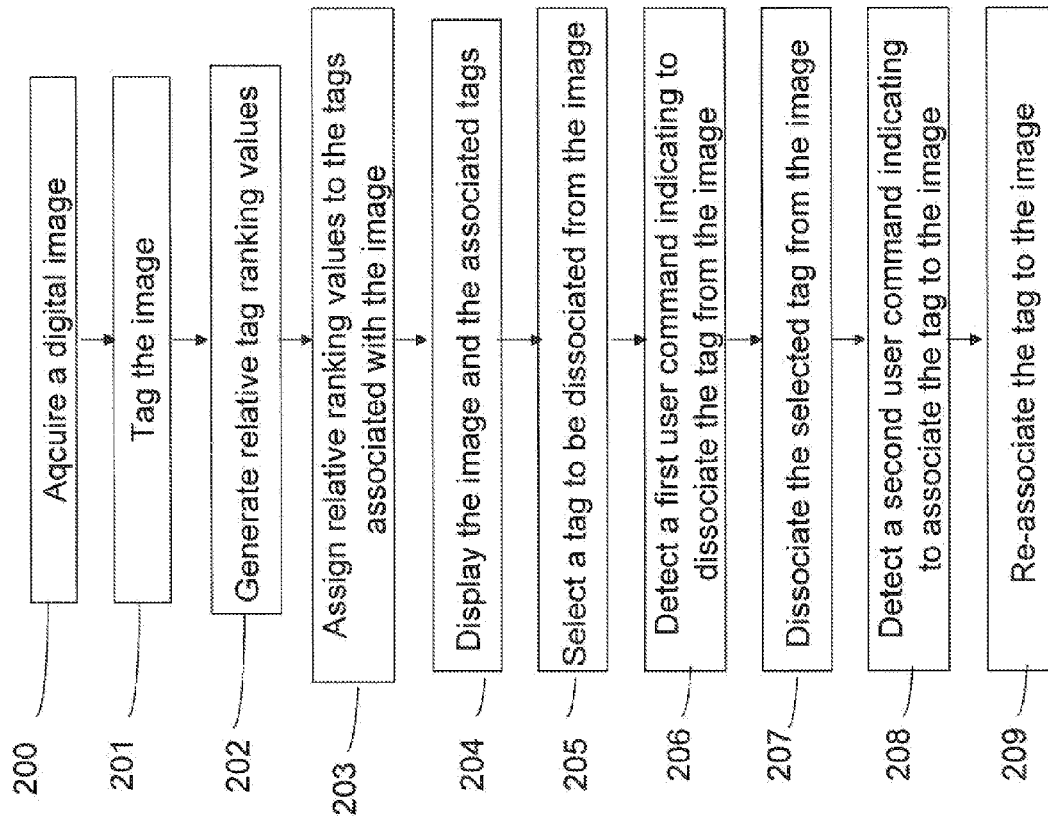 200
Aqcuire a digital image
201
Tag the image
202
Generate relative tag ranking values
203
Assign relative ranking values to the tags
associated with the image
204
Display the image and the associated tags
205
Select a tag to be dissociated from the image
206
Detect a first user command indicating to
dissociate the tag from the image
207
Dissociate the selected tag from the image
208
Detect a second user command indicating
to associate the tag to the image
209
Re-associate the tag to the image